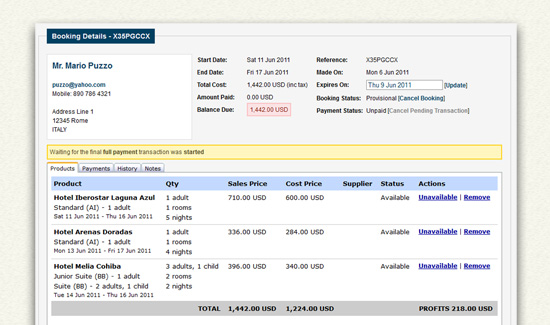 Booking Details - X35PGCCX
Mr. Mario Puzzo
puzzo@yahoo.com
Mobile: 890 786 4321
Address Line 1
12345 Rome
ITALY
Start Date: Sat 11 Jun 2011
End Date: Fri 17 Jun 2011
Total Cost: 1,442.00 USD (inc tax)
Amount Paid: 0.00 USD
Balance Due: 1,442.00 USD
Reference: X35PGCCX
Made On: Mon 6 Jun 2011
Expires On: Thu 9 Jun 2011 [Update]
Booking Status: Provisional [Cancel Booking]
Payment Status: Unpaid [Cancel Pending Transaction]
Waiting for the final full payment transaction was started
Products Payments History Notes
Product Qty Sales Price Cost Price Supplier Status Actions
Hotel Iberostar Laguna Azul 1 adult 710.00 USD 600.00 USD Available Unavailable | Remove
Standard (AI) - 1 adult 1 rooms
Sat 11 Jun 2011 - Thu 16 Jun 2011 5 nights
Hotel Arenas Doradas 1 adult 336.00 USD 284.00 USD Available Unavailable | Remove
Standard (AI) - 1 adult 1 rooms
Mon 13 Jun 2011 - Fri 17 Jun 2011 4 nights
Hotel Melia Cohiba 3 adults, 1 child 396.00 USD 340.00 USD Available Unavailable | Remove
Junior Suite (BB) - 1 adult 2 rooms
Suite (BB) - 2 adults, 1 child 2 nights
Tue 14 Jun 2011 - Thu 16 Jun 2011
TOTAL 1,442.00 USD 1,224.00 USD PROFITS 218.00 USD